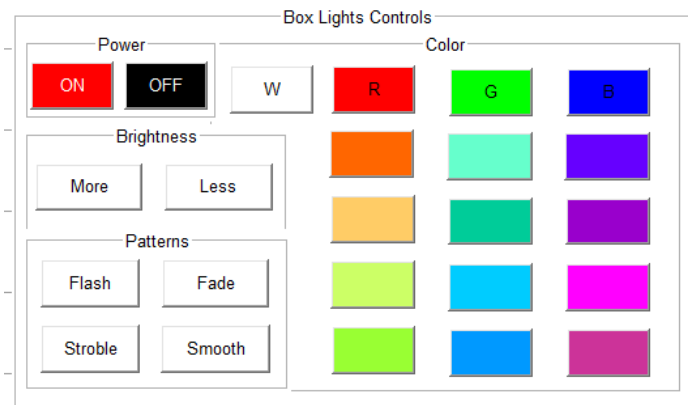 Box Lights Controls
Power
Color
ON
OFF
W
R
G
B
Brightness
More
Less
Patterns
Flash
Fade
Stroble
Smooth